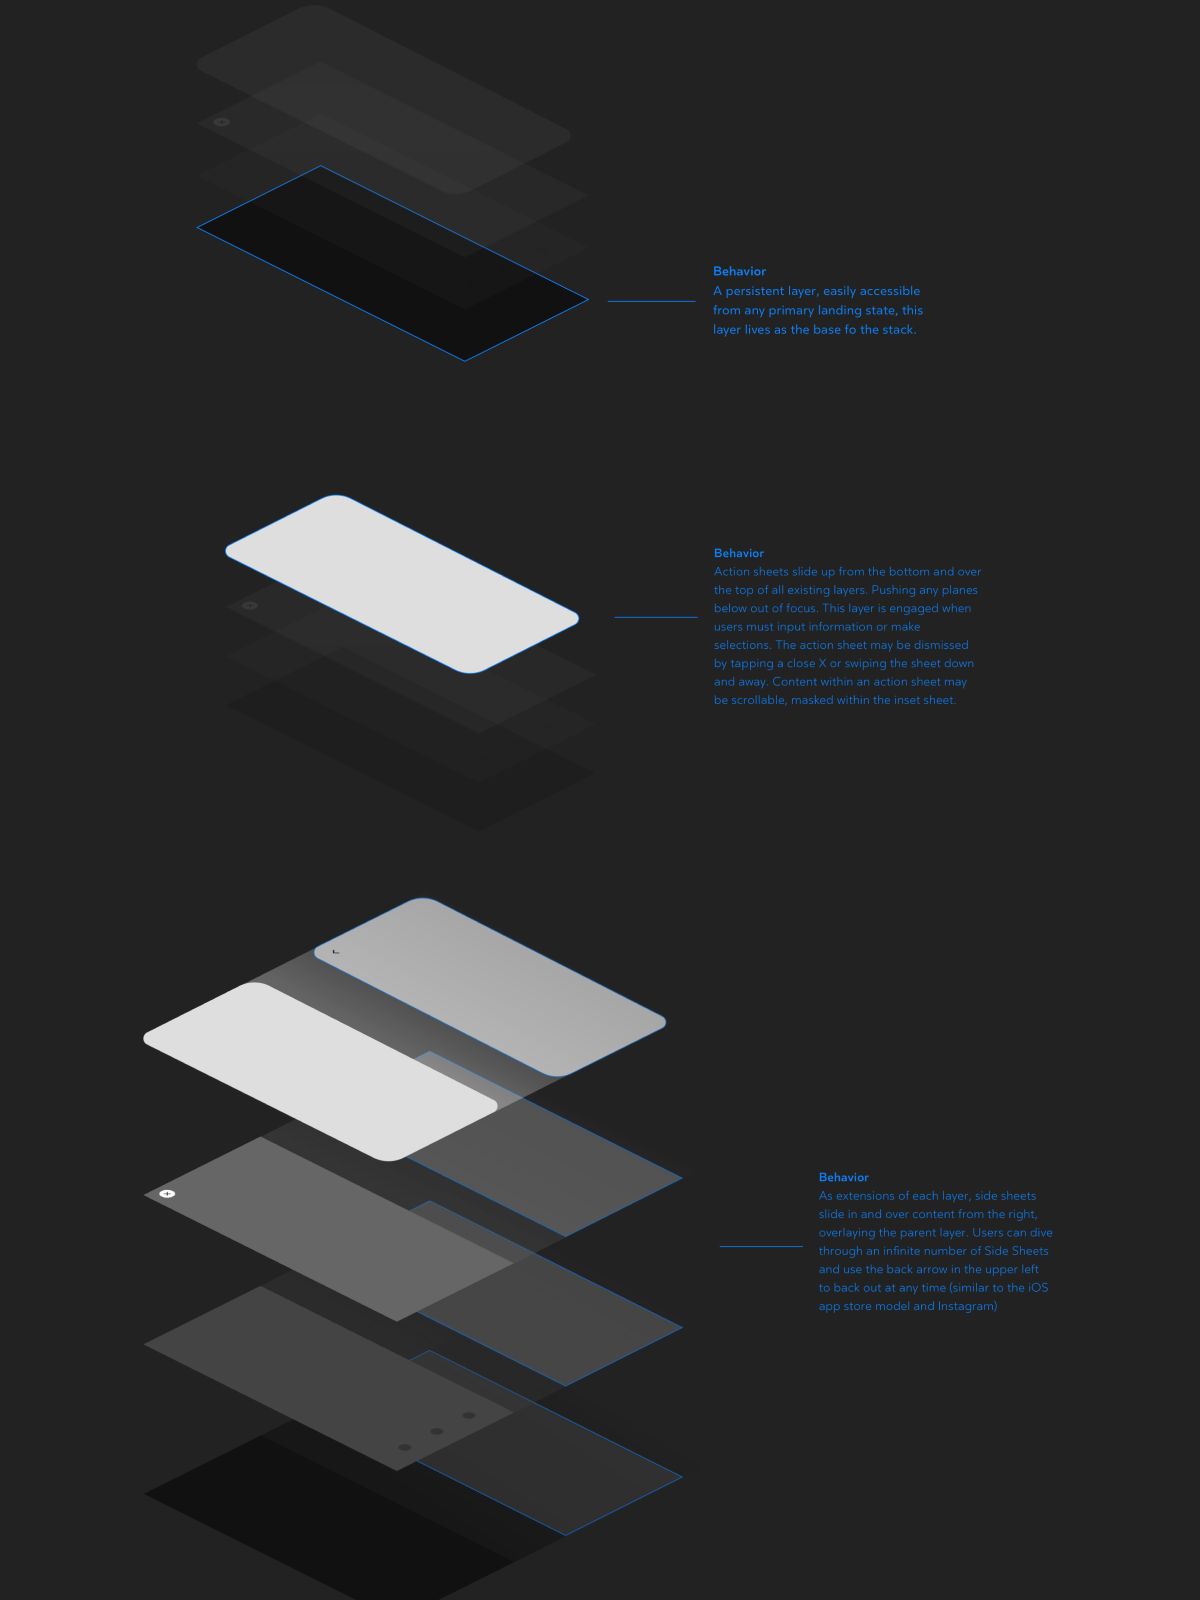 Behavior
A persistent layer, easily accessible
from any primary landing state, this
layer lives as the base fo the stack.
Behavior
Action sheets slide up from the bottom and over
the top of all existing layers. Pushing any planes
below out of focus. This layer is engaged when
users must input information or make
selections. The action sheet may be dismissed
by tapping a close X or swiping the sheet down
and away. Content within an action sheet may
be scrollable, masked within the inset sheet.
Behavior
As extensions of each layer, side sheets
slide in and over content from the right,
overlaying the parent layer. Users can dive
through an infinite number of Side Sheets
and use the back arrow in the upper left
to back out at any time (similar to the iOS
app store model and Instagram)